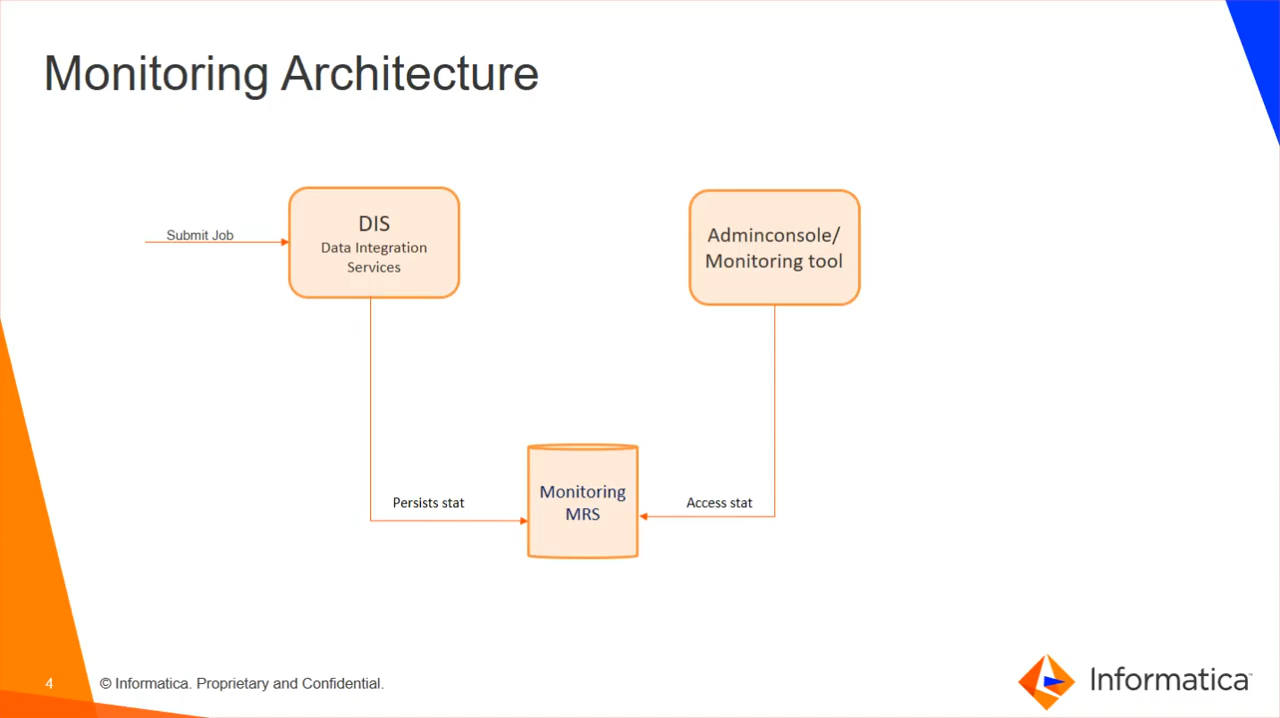 Monitoring Architecture
Submit Job
DIS
Data Integration
Services
Adminconsole/
Monitoring tool
Persists stat
Monitoring
MRS
Access stat
4
© Informatica. Proprietary and Confidential.
Informatica™